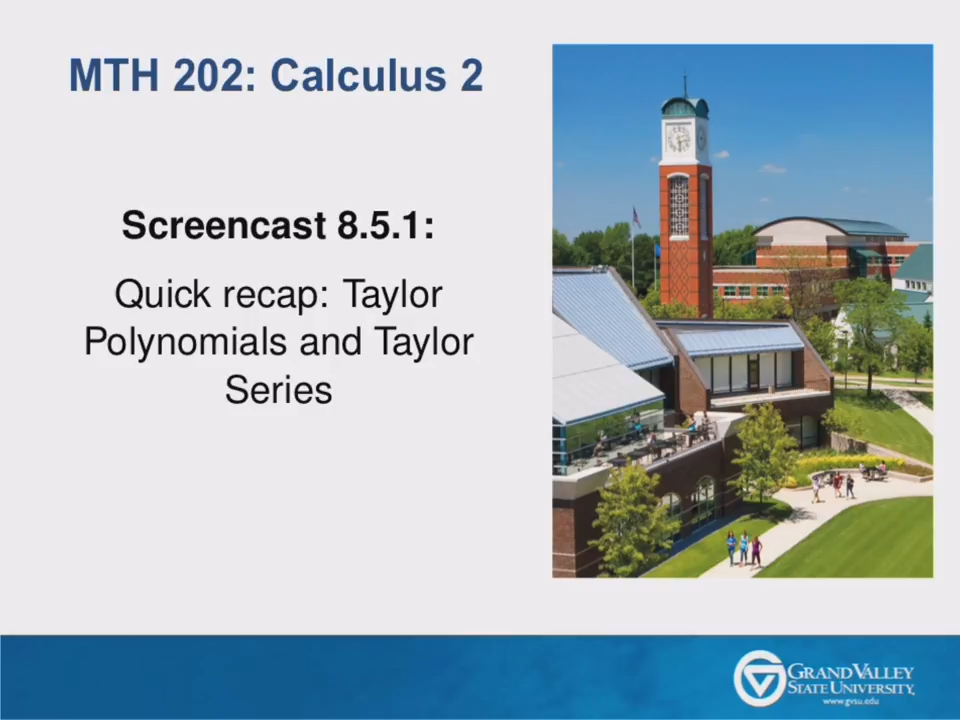 MTH 202: Calculus 2
Screencast 8.5.1:
Quick recap: Taylor
Polynomials and Taylor
Series
GRAND VALLEY
STATE UNIVERSITY
www.gvsu.edu